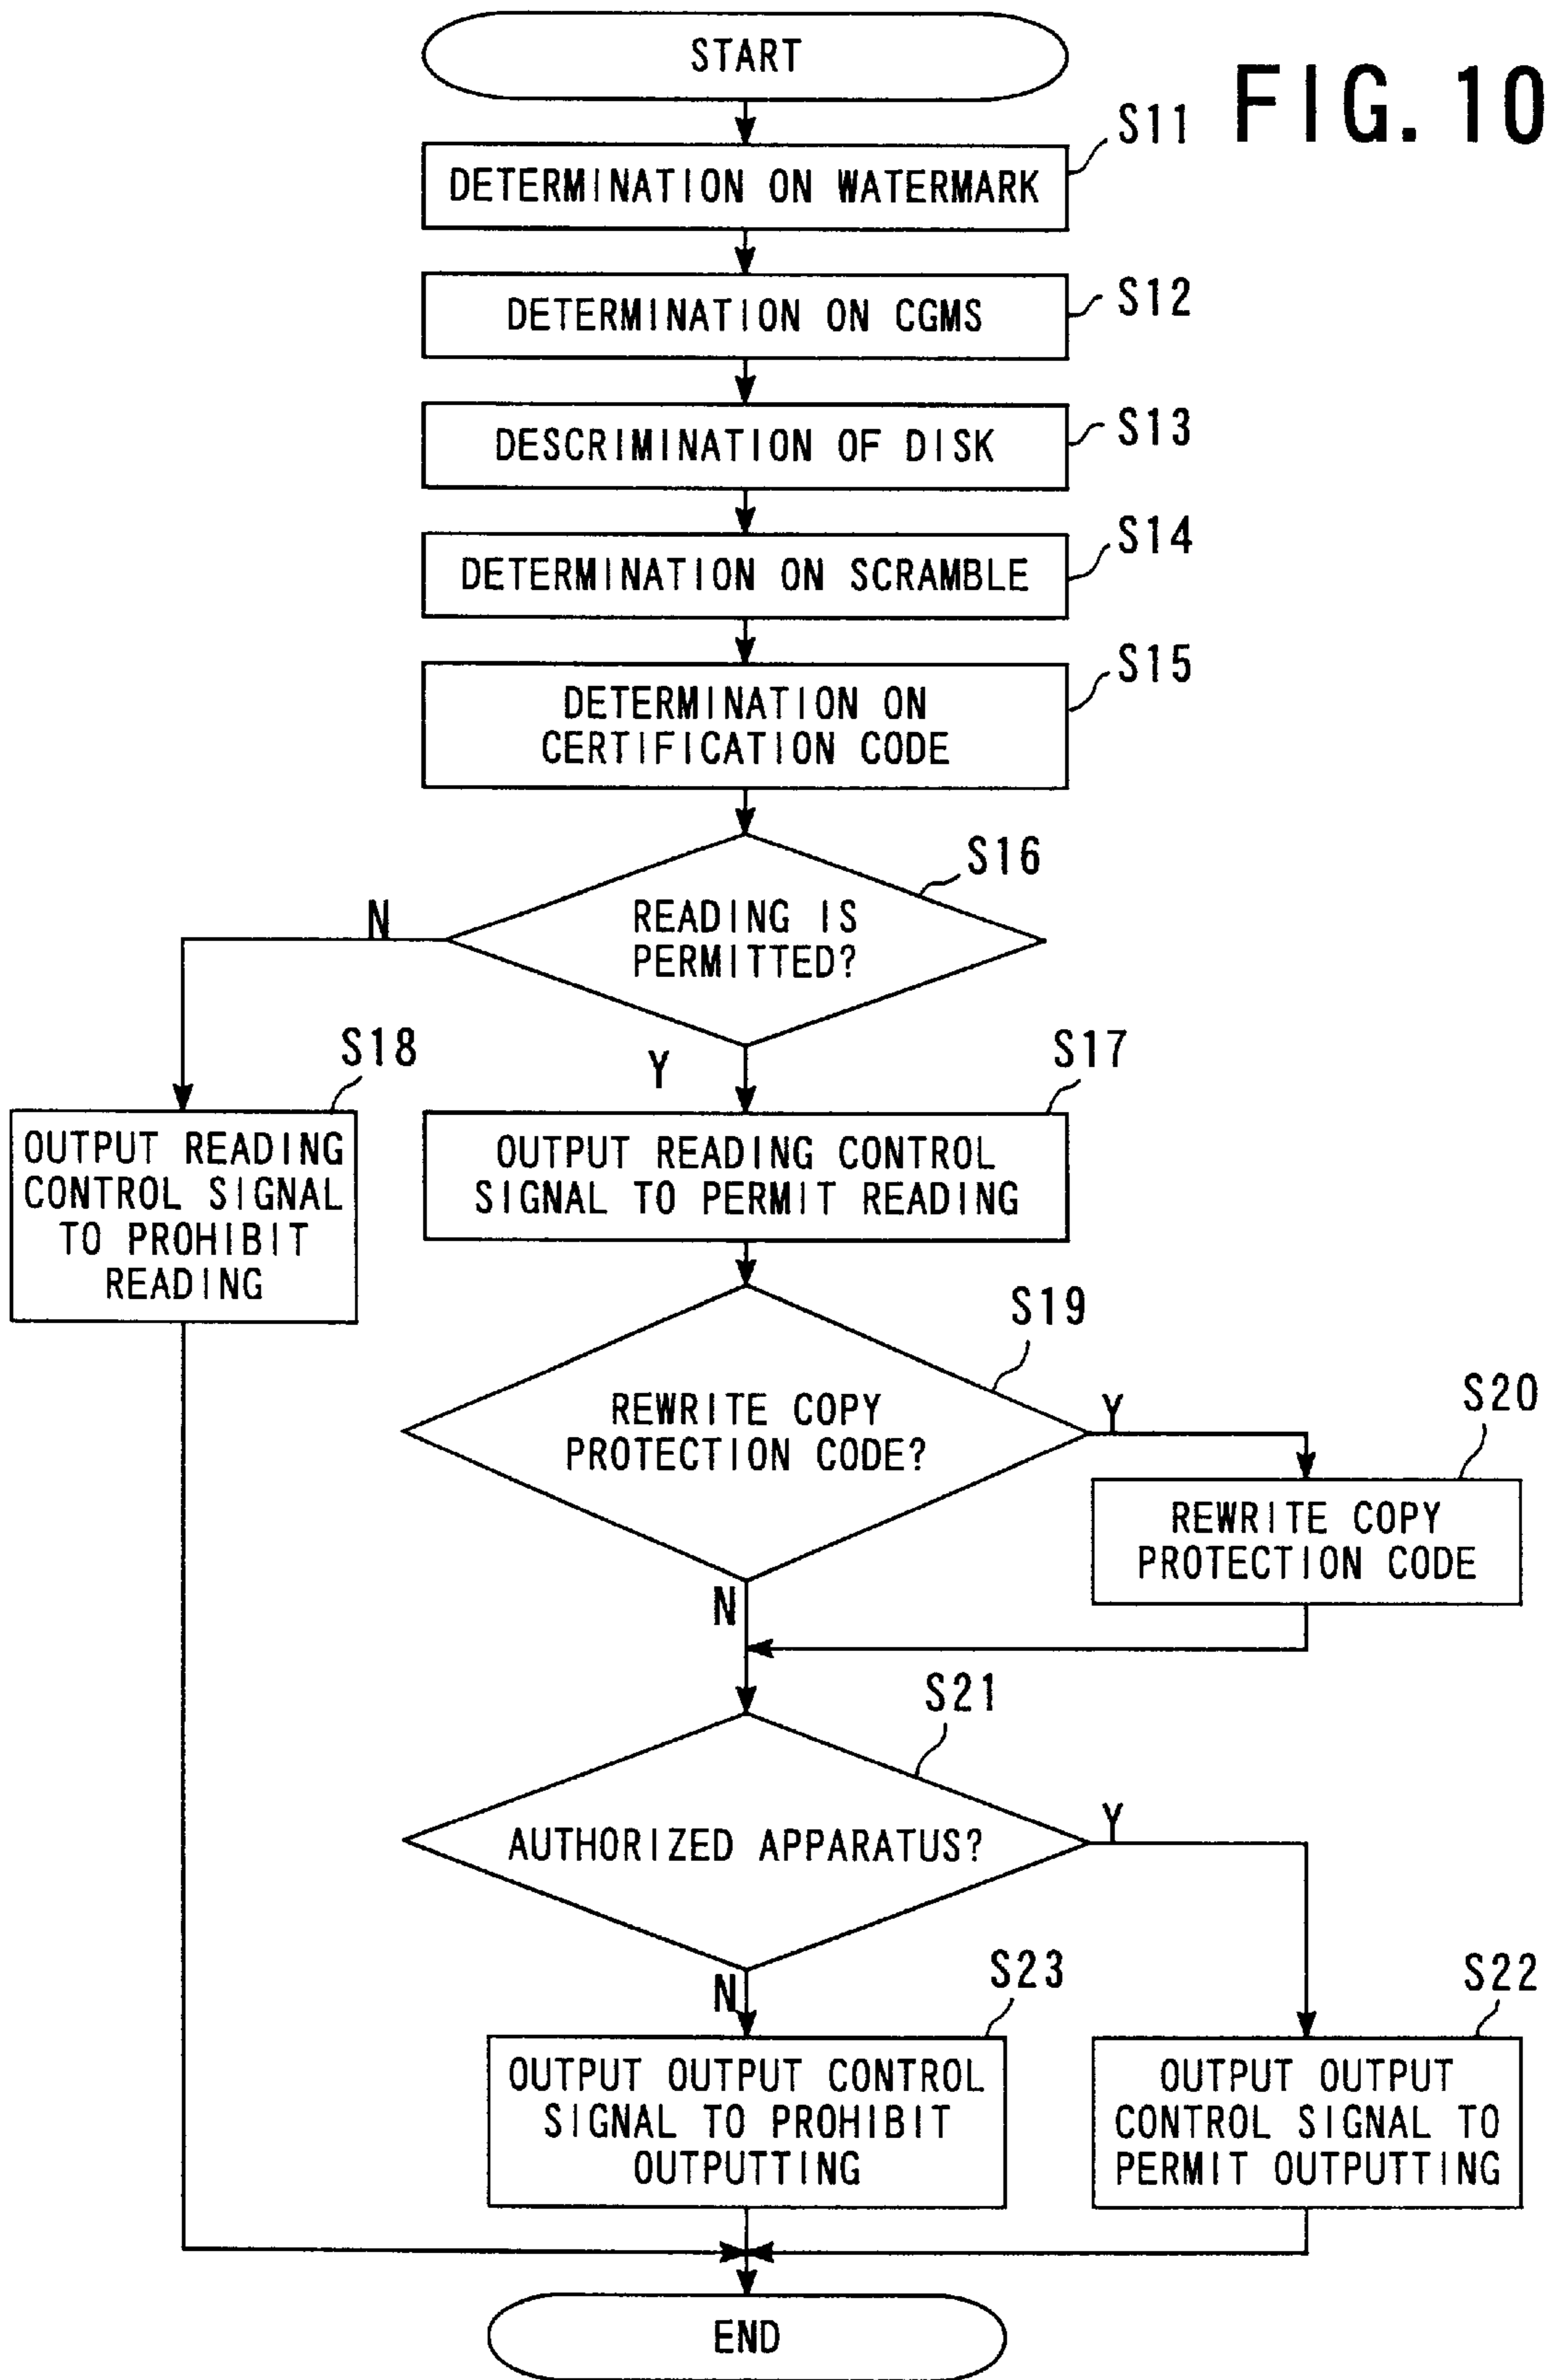 START
FIG. 10
S11
DETERMINATION ON WATERMARK
S12
DETERMINATION ON CGMS
S13
DESCRIMINATION OF DISK
S14
DETERMINATION ON SCRAMBLE
S15
DETERMINATION ON
CERTIFICATION CODE
S16
READING IS
PERMITTED?
N
Y
S18
OUTPUT READING
CONTROL SIGNAL
TO PROHIBIT
READING
S17
OUTPUT READING CONTROL
SIGNAL TO PERMIT READING
S19
REWRITE COPY
PROTECTION CODE?
Y
S20
REWRITE COPY
PROTECTION CODE
N
S21
AUTHORIZED APPARATUS?
Y
N
S23
OUTPUT OUTPUT CONTROL
SIGNAL TO PROHIBIT
OUTPUTTING
S22
OUTPUT OUTPUT
CONTROL SIGNAL TO
PERMIT OUTPUTTING
END